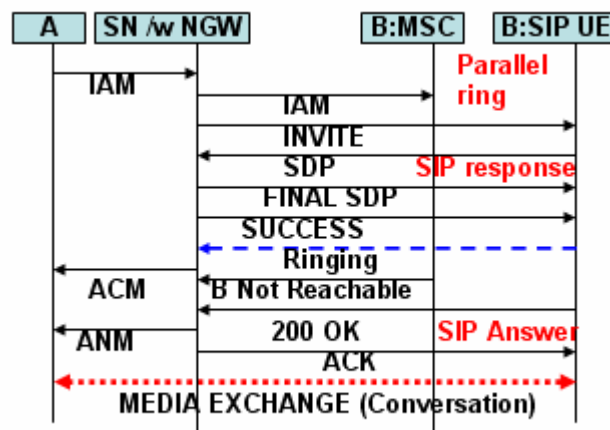 A
SN /w NGW
B:MSC
B:SIP UE
IAM
Parallel
ring
IAM
INVITE
SDP
SIP response
FINAL SDP
SUCCESS
Ringing
ACM
B Not Reachable
ANM
200 OK
SIP Answer
ACK
MEDIA EXCHANGE (Conversation)